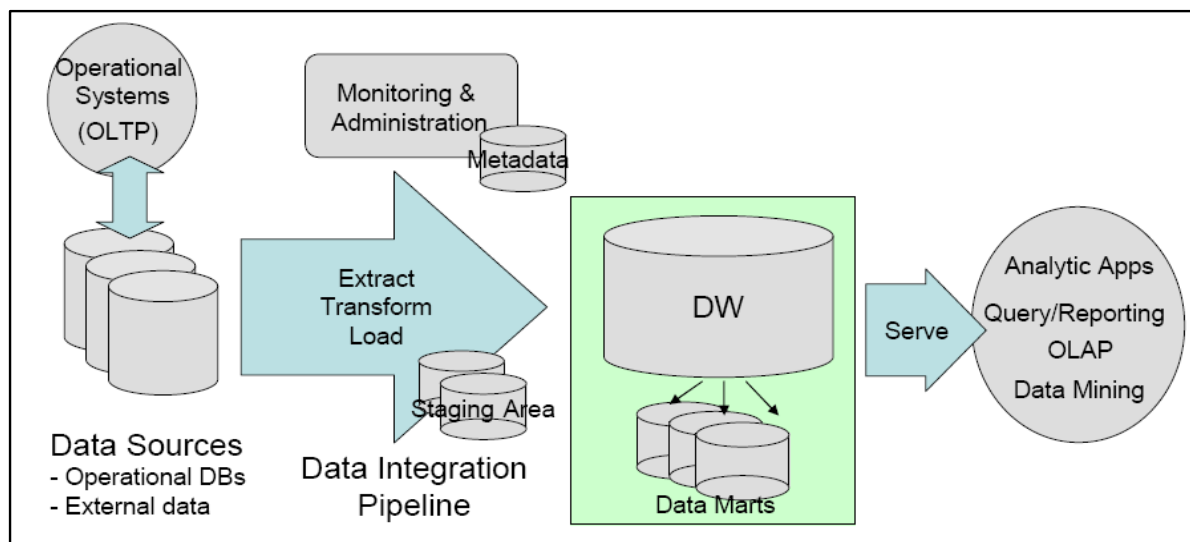 Operational
Systems
(OLTP)
Monitoring &
Administration
Metadata
Extract
Transform
Load
Staging Area
DW
Data Marts
Serve
Analytic Apps
Query/Reporting
OLAP
Data Mining
Data Sources
- Operational DBs
- External data
Data Integration
Pipeline